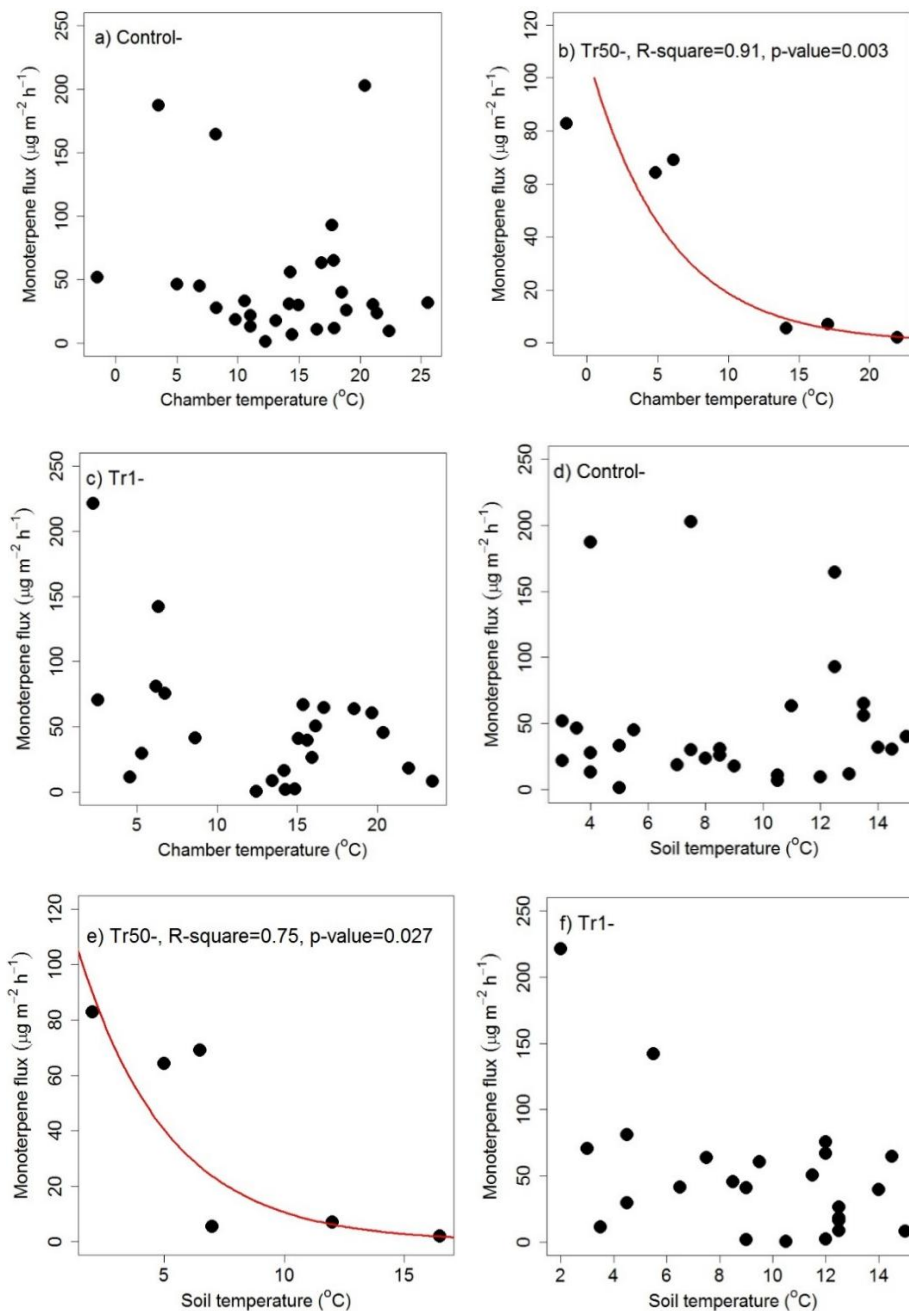 a) Control-
Monoterpene flux (μg m−2 h−1)
0 50 100 150 200 250
0 5 10 15 20 25
Chamber temperature (oC)
b) Tr50-, R-square=0.91, p-value=0.003
Monoterpene flux (μg m−2 h−1)
0 20 40 60 80 100 120
0 5 10 15 20
Chamber temperature (oC)
c) Tr1-
Monoterpene flux (μg m−2 h−1)
0 50 100 150 200 250
5 10 15 20
Chamber temperature (oC)
d) Control-
Monoterpene flux (μg m−2 h−1)
0 50 100 150 200 250
4 6 8 10 12 14
Soil temperature (oC)
e) Tr50-, R-square=0.75, p-value=0.027
Monoterpene flux (μg m−2 h−1)
0 20 40 60 80 100 120
5 10 15
Soil temperature (oC)
f) Tr1-
Monoterpene flux (μg m−2 h−1)
0 50 100 150 200 250
2 4 6 8 10 12 14
Soil temperature (oC)